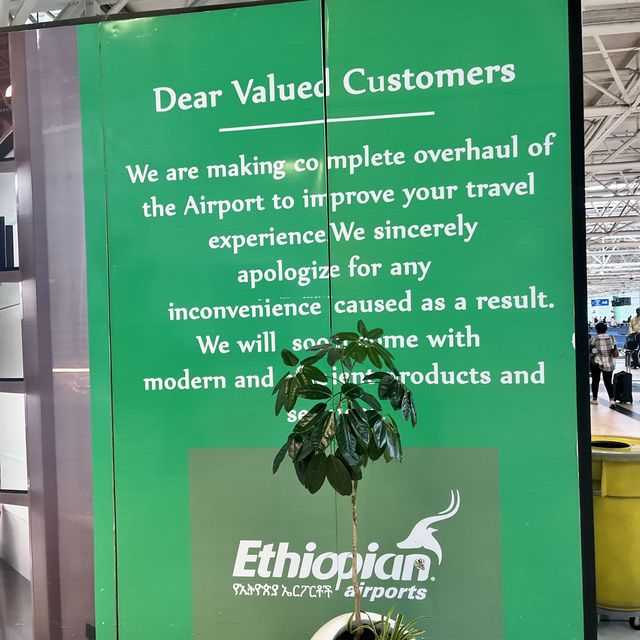 Dear Valued Customers
We are making complete overhaul of
the Airport to improve your travel
experience We sincerely
apologize for any
inconvenience caused as a result.
We will
with
modern and products and
Ethiopian
የኢትዮጵያ ኤርፖርቶች airports